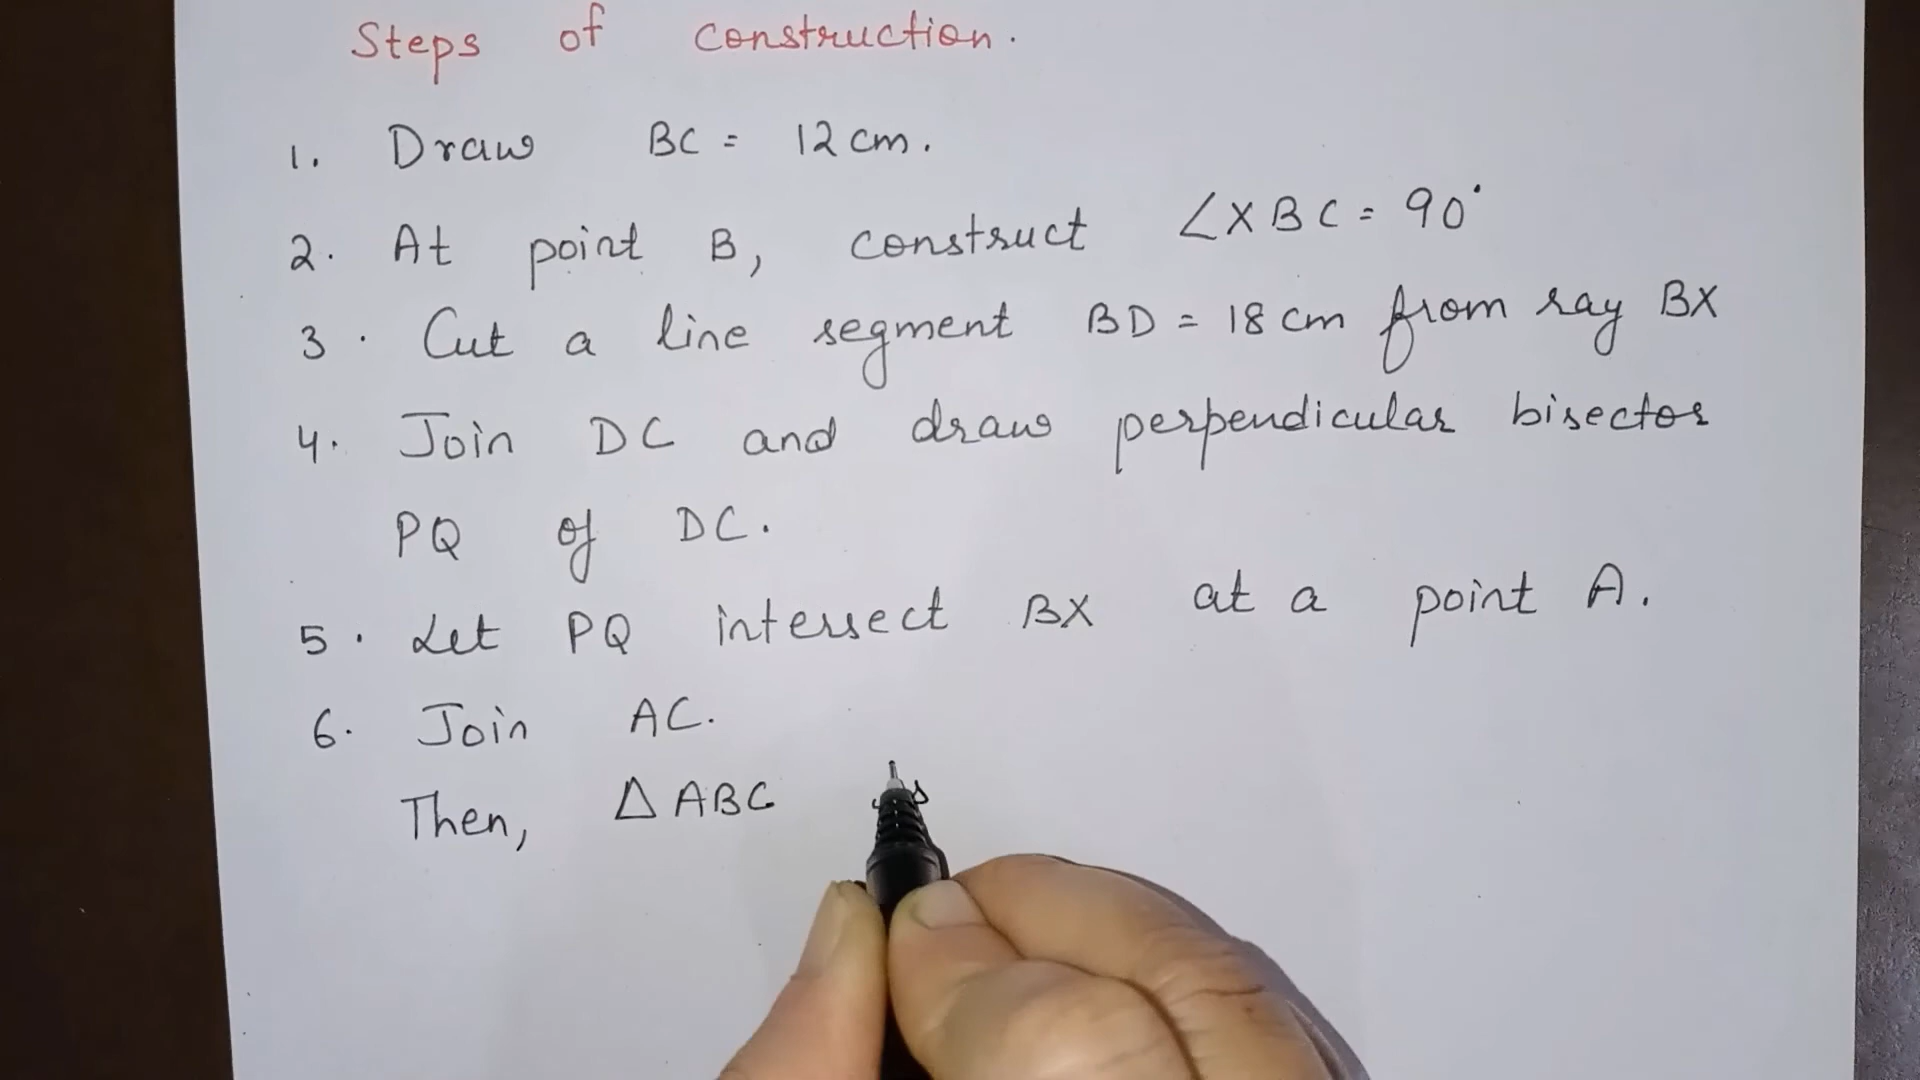 Steps of construction.
1. Draw BC = 12 cm.
2. At point B, construct ∠XBC = 90°
3. Cut a line segment BD = 18 cm from ray BX
4. Join DC and draw perpendicular bisector
PQ of DC.
5. Let PQ intersect BX at a point A.
6. Join AC.
Then, △ABC